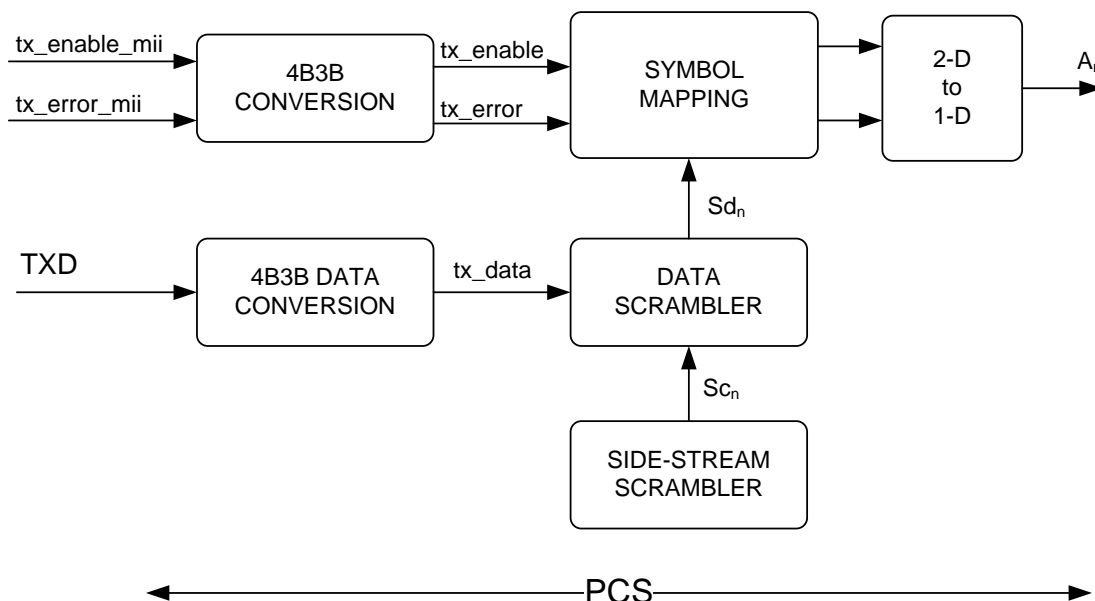 tx_enable_mii
tx_error_mii
4B3B
CONVERSION
tx_enable
tx_error
SYMBOL
MAPPING
2-D
to
1-D
Aₙ
Sdₙ
TXD
4B3B DATA
CONVERSION
tx_data
DATA
SCRAMBLER
Scₙ
SIDE-STREAM
SCRAMBLER
PCS